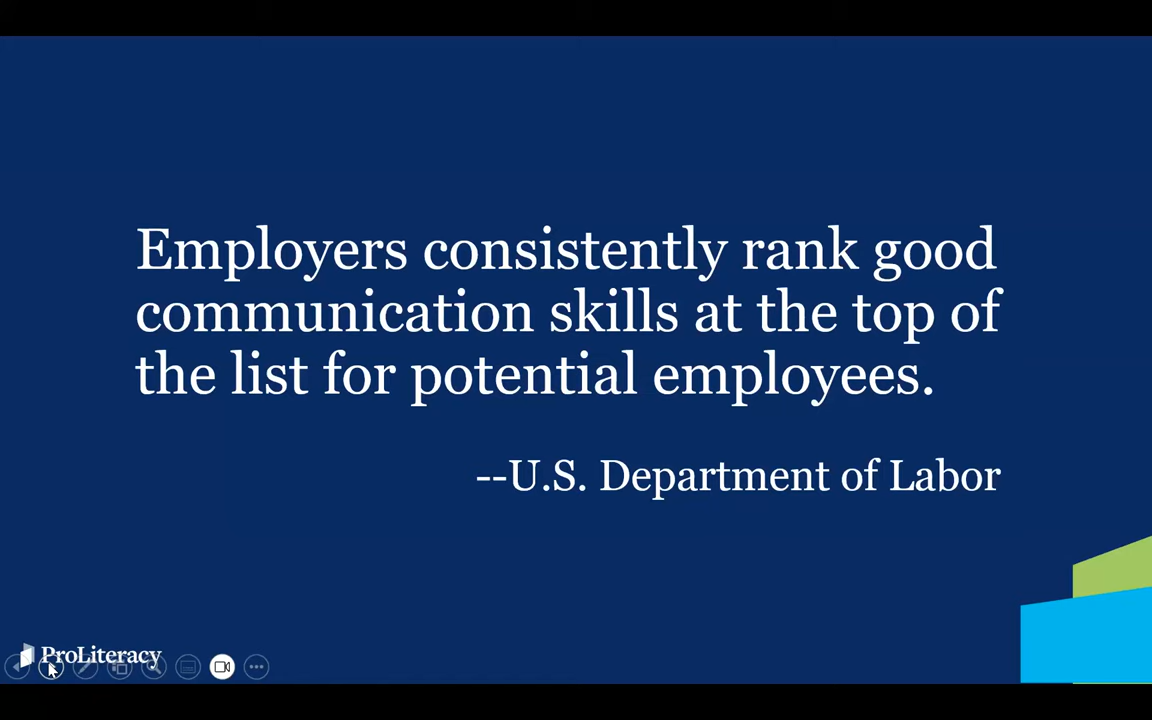 Employers consistently rank good
communication skills at the top of
the list for potential employees.
--U.S. Department of Labor
ProLiteracy